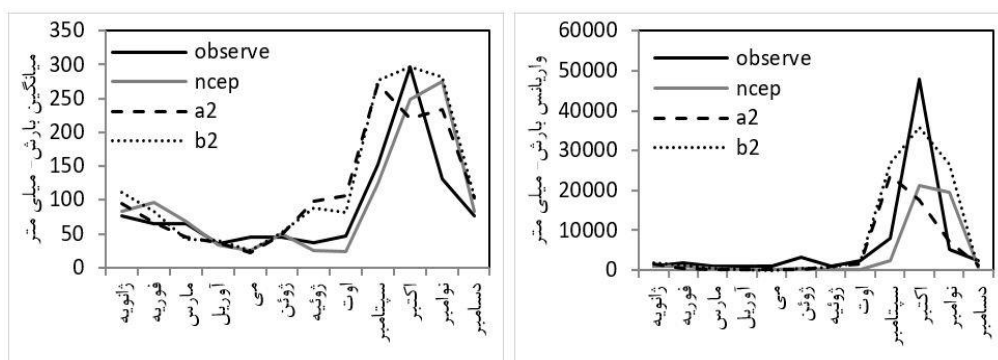 میانگین بارش- میلی متر
350
300
250
200
150
100
50
0
observe
ncep
a2
b2
ژانویه
فوریه
مارس
آوریل
می
ژوئن
ژوئیه
اوت
سپتامبر
اکتبر
نوامبر
دسامبر
واریانس بارش- میلی متر
60000
50000
40000
30000
20000
10000
0
observe
ncep
a2
b2
ژانویه
فوریه
مارس
آوریل
می
ژوئن
ژوئیه
اوت
سپتامبر
اکتبر
نوامبر
دسامبر